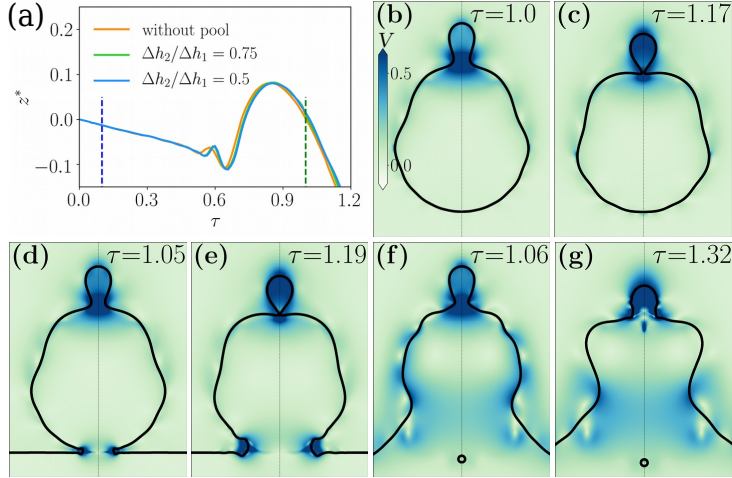 (a)
without pool
Δh₂/Δh₁ = 0.75
Δh₂/Δh₁ = 0.5
0.2
0.1
0.0
−0.1
z*
0.0 0.3 0.6 0.9 1.2
τ
(b) τ=1.0
V
0.5
0.0
(c) τ=1.17
(d) τ=1.05
(e) τ=1.19
(f) τ=1.06
(g) τ=1.32